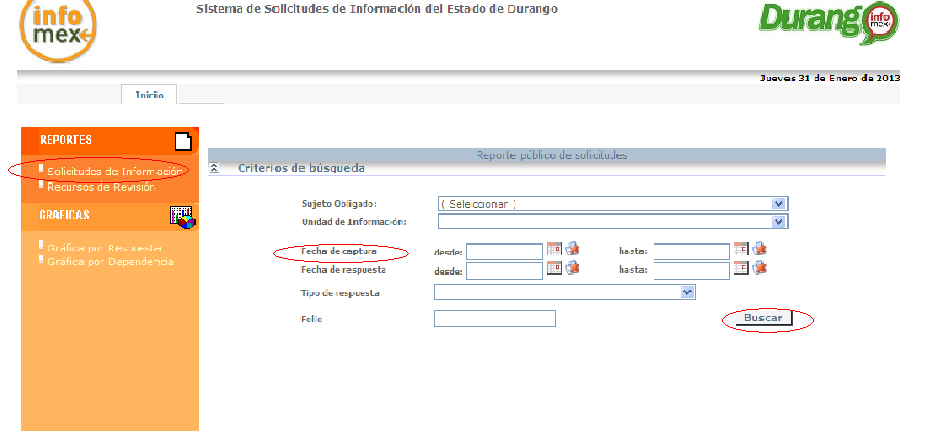 info
mex
Sistema de Solicitudes de Información del Estado de Durango
Durango
info
mex
Jueves 31 de Enero de 2013
Inicio
REPORTES
Solicitudes de Información
Recursos de Revisión
GRAFICAS
Gráfica por Respuesta
Gráfica por Dependencia
Reporte público de solicitudes
Criterios de búsqueda
Sujeto Obligado: ( Seleccionar )
Unidad de Información:
Fecha de captura desde: hasta:
Fecha de respuesta desde: hasta:
Tipo de respuesta
Folio Buscar